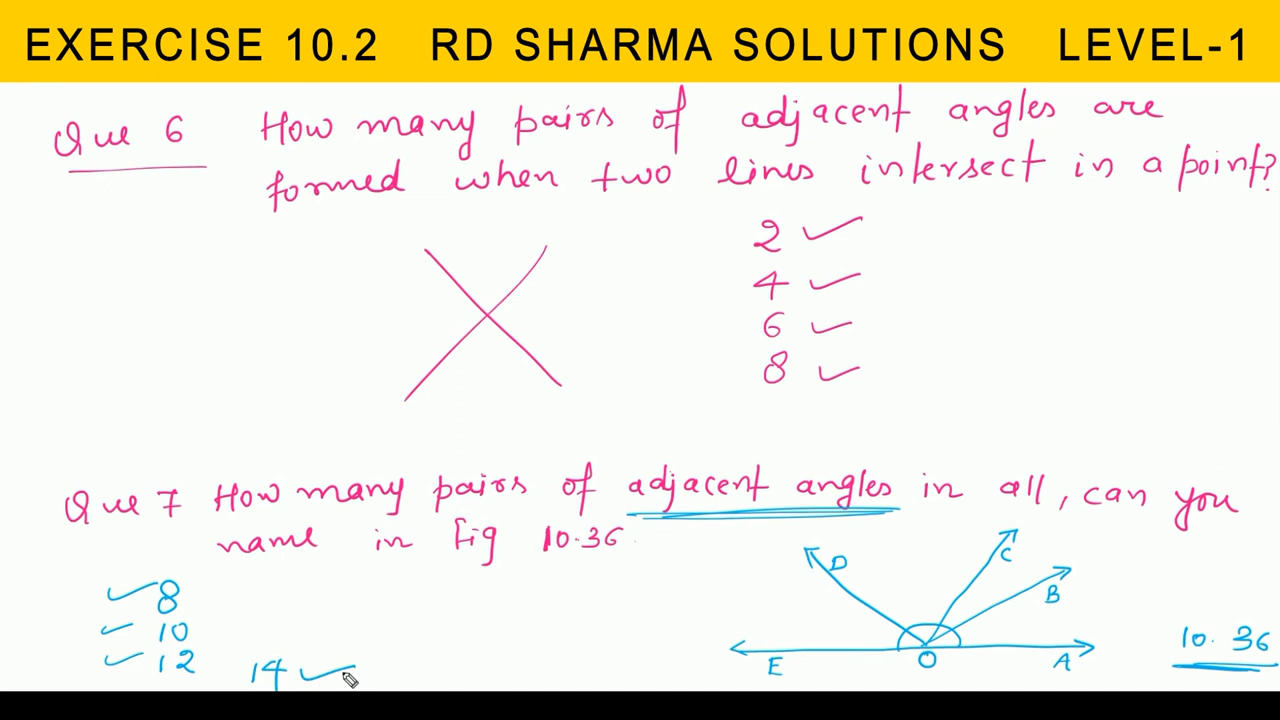 EXERCISE 10.2 RD SHARMA SOLUTIONS LEVEL-1
Que 6 How many pairs of adjacent angles are
formed when two lines intersect in a point?
2
4
6
8
Que 7 How many pairs of adjacent angles in all, can you
name in Fig 10.36
8
10
12
14
D
C
B
E
O
A
10.36